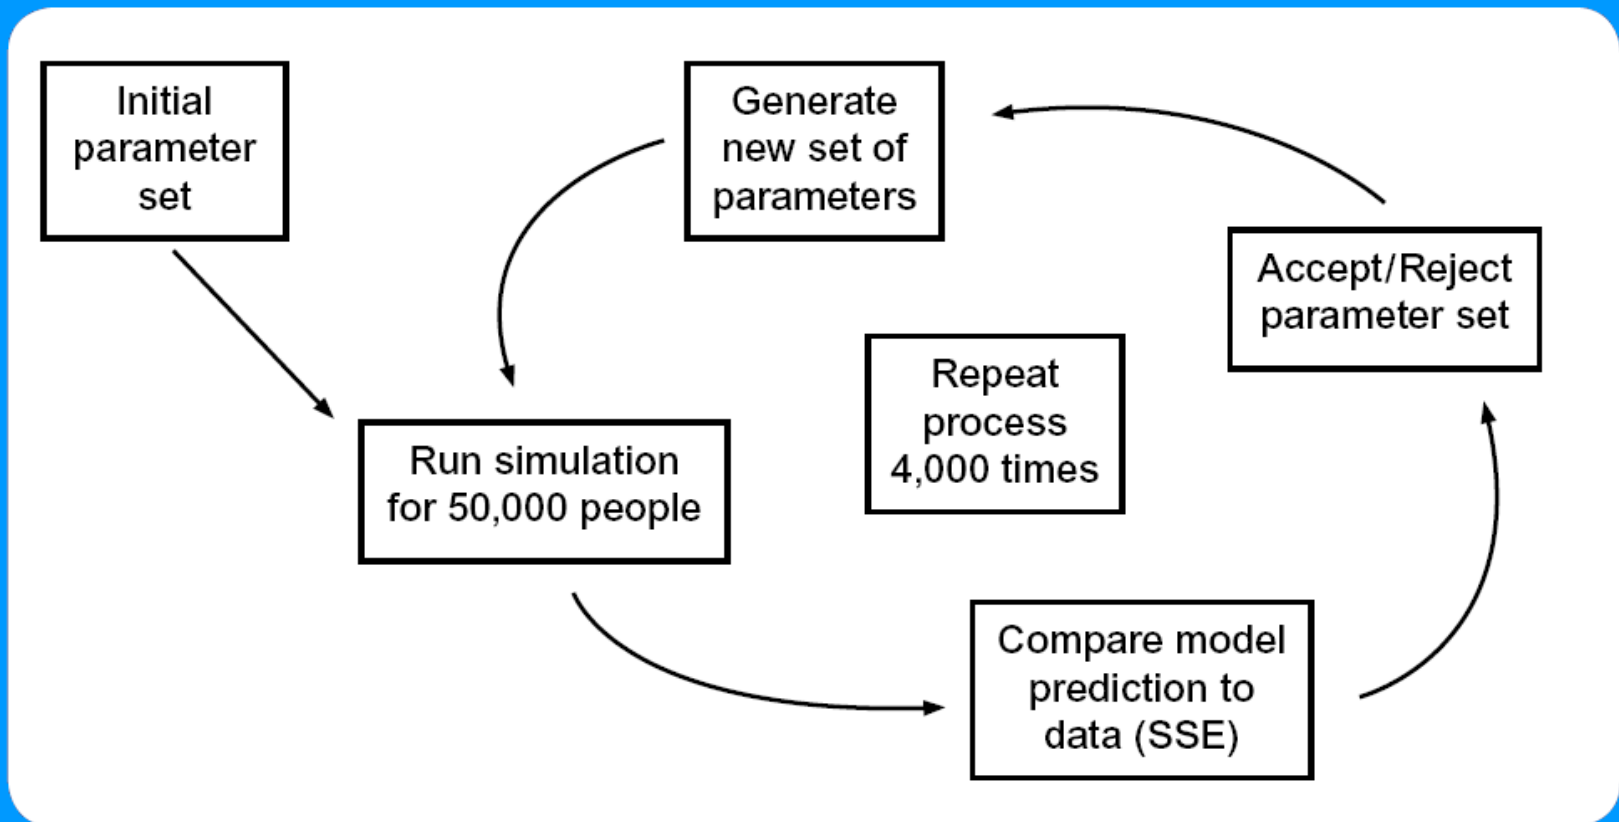 Initial
parameter
set
Generate
new set of
parameters
Accept/Reject
parameter set
Repeat
process
4,000 times
Run simulation
for 50,000 people
Compare model
prediction to
data (SSE)